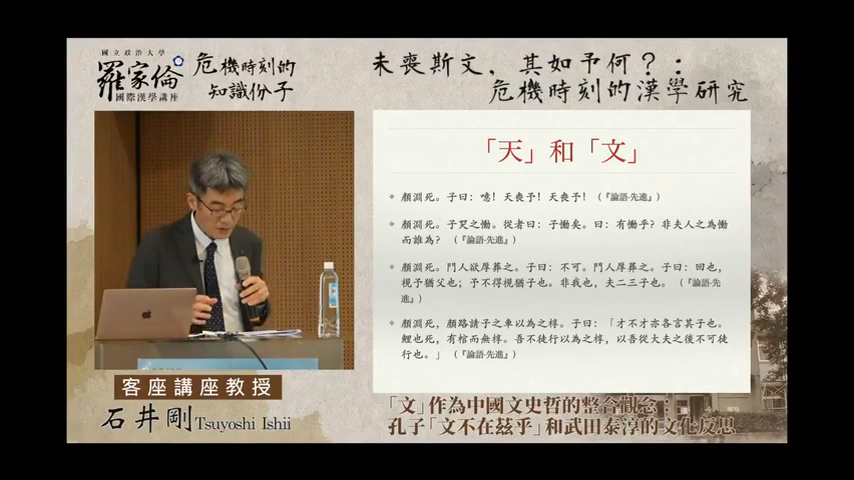 國立政治大學
羅家倫
國際漢學講座
危機時刻的
知識份子
未喪斯文，其如予何？：
危機時刻的漢學研究
「天」和「文」
顏淵死。子曰：噫！天喪予！天喪予！（『論語·先進』）
顏淵死。子哭之慟。從者曰：子慟矣。曰：有慟乎？非夫人之為慟
而誰為？（『論語·先進』）
顏淵死。門人欲厚葬之。子曰：不可。門人厚葬之。子曰：回也，
視予猶父也；予不得視猶子也。非我也，夫二三子也。（『論語·先
進』）
顏淵死，顏路請子之車以為之椁。子曰：「才不才亦各言其子也。
鯉也死，有棺而無椁。吾不徒行以為之椁，以吾從大夫之後不可徒
行也。」（『論語·先進』）
客座講座教授
石井剛 Tsuyoshi Ishii
「文」作為中國文史哲的整合觀念：
孔子「文不在茲乎」和武田泰淳的文化反思